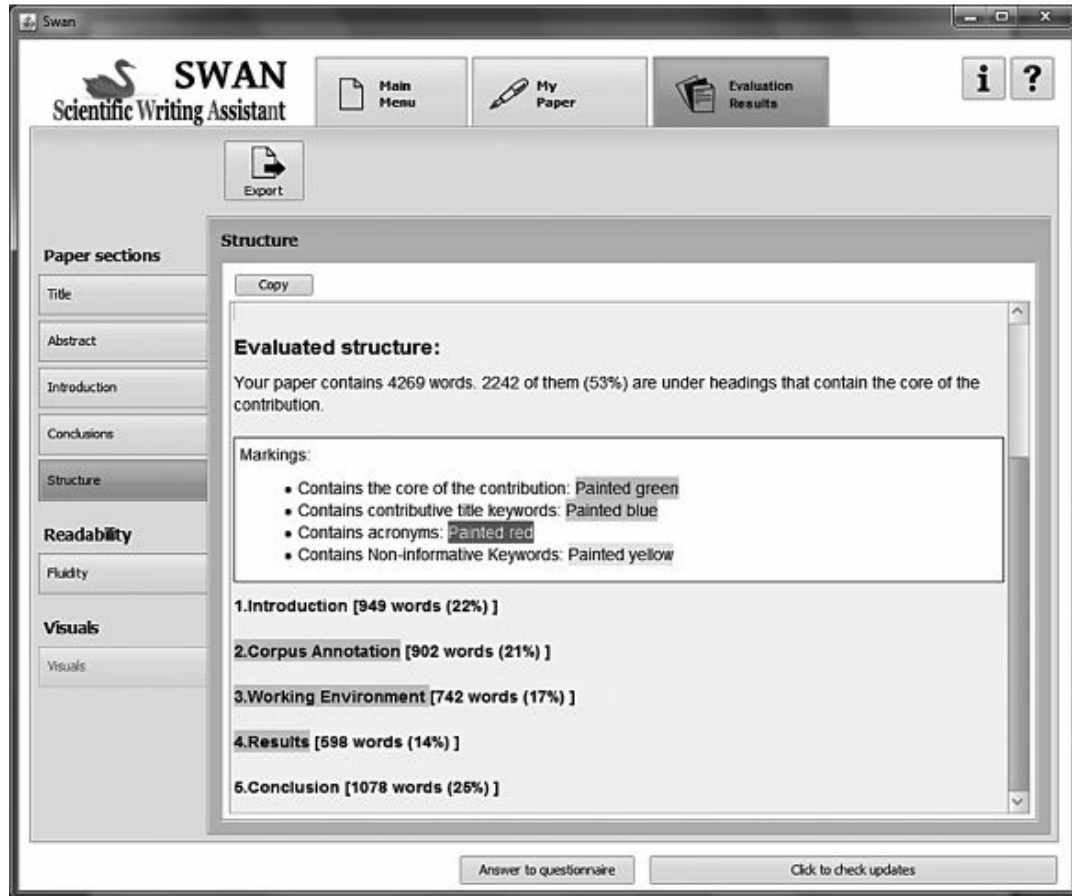 Swan
SWAN
Scientific Writing Assistant
Main
Menu
My
Paper
Evaluation
Results
i
?
Export
Paper sections
Title
Abstract
Introduction
Conclusions
Structure
Readability
Fluidity
Visuals
Visuals
Structure
Copy
Evaluated structure:
Your paper contains 4269 words. 2242 of them (53%) are under headings that contain the core of the
contribution.
Markings:
• Contains the core of the contribution: Painted green
• Contains contributive title keywords: Painted blue
• Contains acronyms: Painted red
• Contains Non-informative Keywords: Painted yellow
1.Introduction [949 words (22%) ]
2.Corpus Annotation [902 words (21%) ]
3.Working Environment [742 words (17%) ]
4.Results [598 words (14%) ]
5.Conclusion [1078 words (25%) ]
Answer to questionnaire
Click to check updates